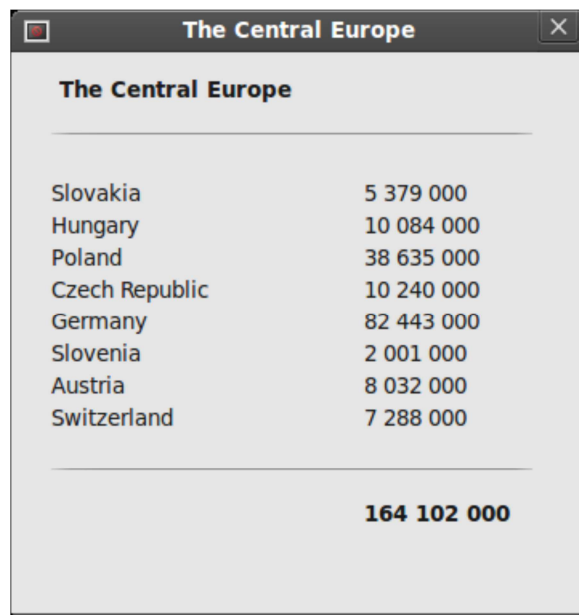 The Central Europe
The Central Europe
Slovakia 5 379 000
Hungary 10 084 000
Poland 38 635 000
Czech Republic 10 240 000
Germany 82 443 000
Slovenia 2 001 000
Austria 8 032 000
Switzerland 7 288 000
164 102 000